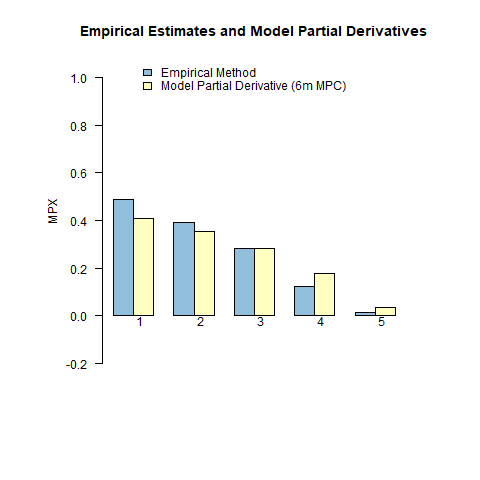 Empirical Estimates and Model Partial Derivatives
Empirical Method
Model Partial Derivative (6m MPC)
MPX
1.0
0.8
0.6
0.4
0.2
0.0
-0.2
1 2 3 4 5